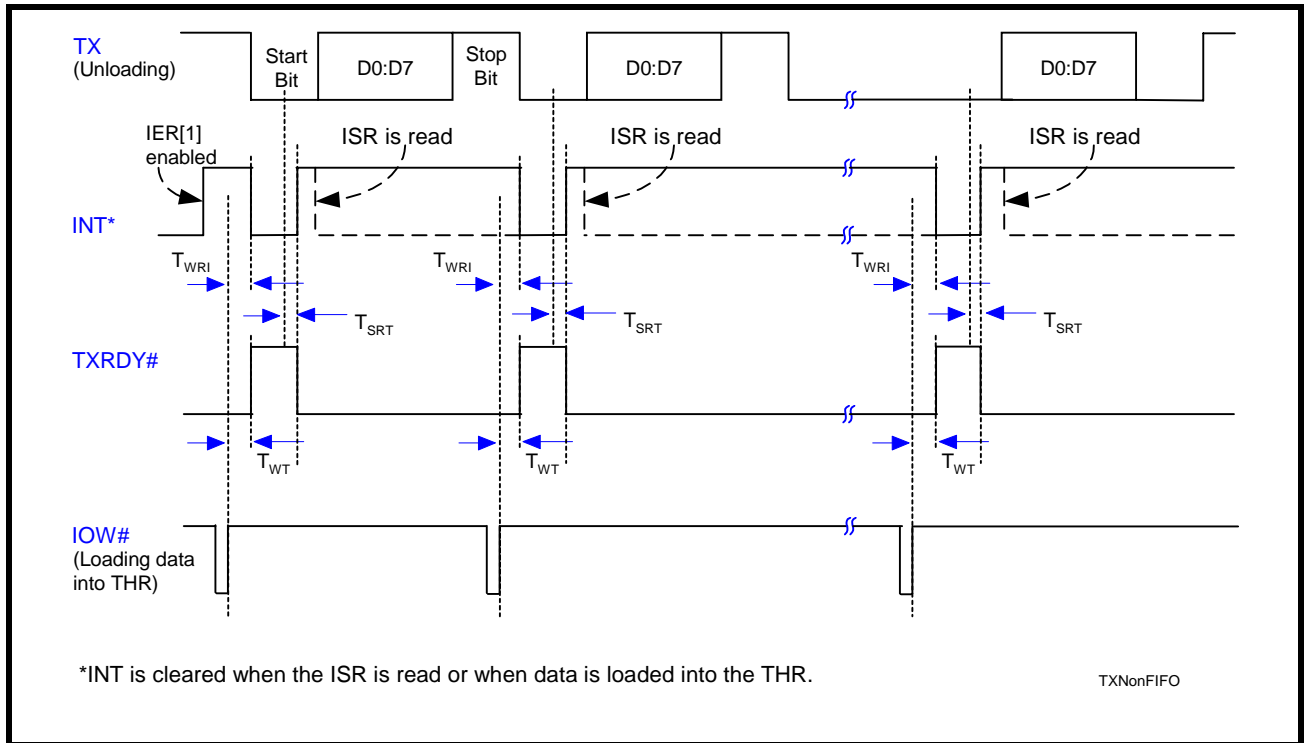 TX
(Unloading)
Start
Bit
D0:D7
Stop
Bit
D0:D7
D0:D7
IER[1]
enabled
ISR is read
ISR is read
ISR is read
INT*
TWRI
TWRI
TWRI
TSRT
TSRT
TSRT
TXRDY#
TWT
TWT
TWT
IOW#
(Loading data
into THR)
*INT is cleared when the ISR is read or when data is loaded into the THR.
TXNonFIFO